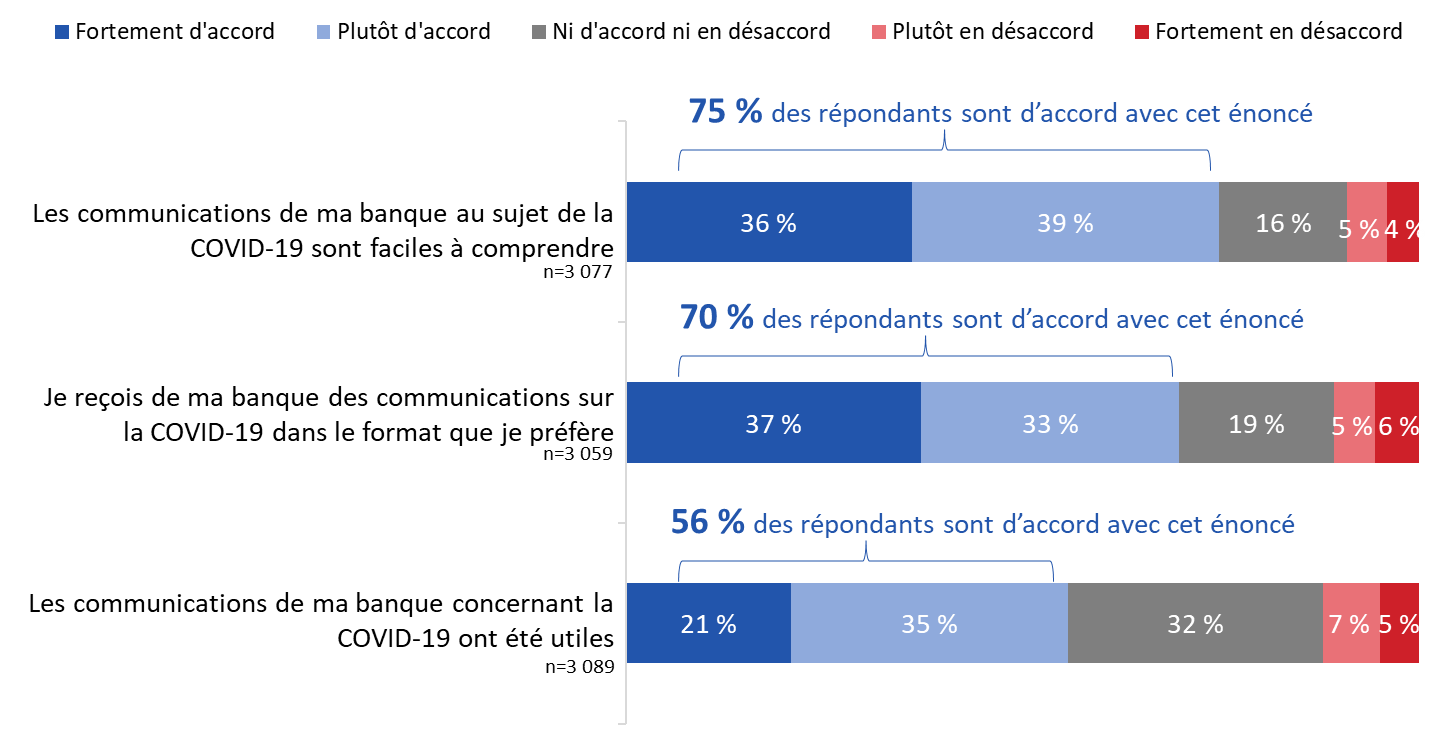 Fortement d'accord Plutôt d'accord Ni d'accord ni en désaccord Plutôt en désaccord Fortement en désaccord
75 % des répondants sont d’accord avec cet énoncé
Les communications de ma banque au sujet de la
COVID-19 sont faciles à comprendre
n=3 077
36 % 39 % 16 % 5 % 4 %
70 % des répondants sont d’accord avec cet énoncé
Je reçois de ma banque des communications sur
la COVID-19 dans le format que je préfère
n=3 059
37 % 33 % 19 % 5 % 6 %
56 % des répondants sont d’accord avec cet énoncé
Les communications de ma banque concernant la
COVID-19 ont été utiles
n=3 089
21 % 35 % 32 % 7 % 5 %